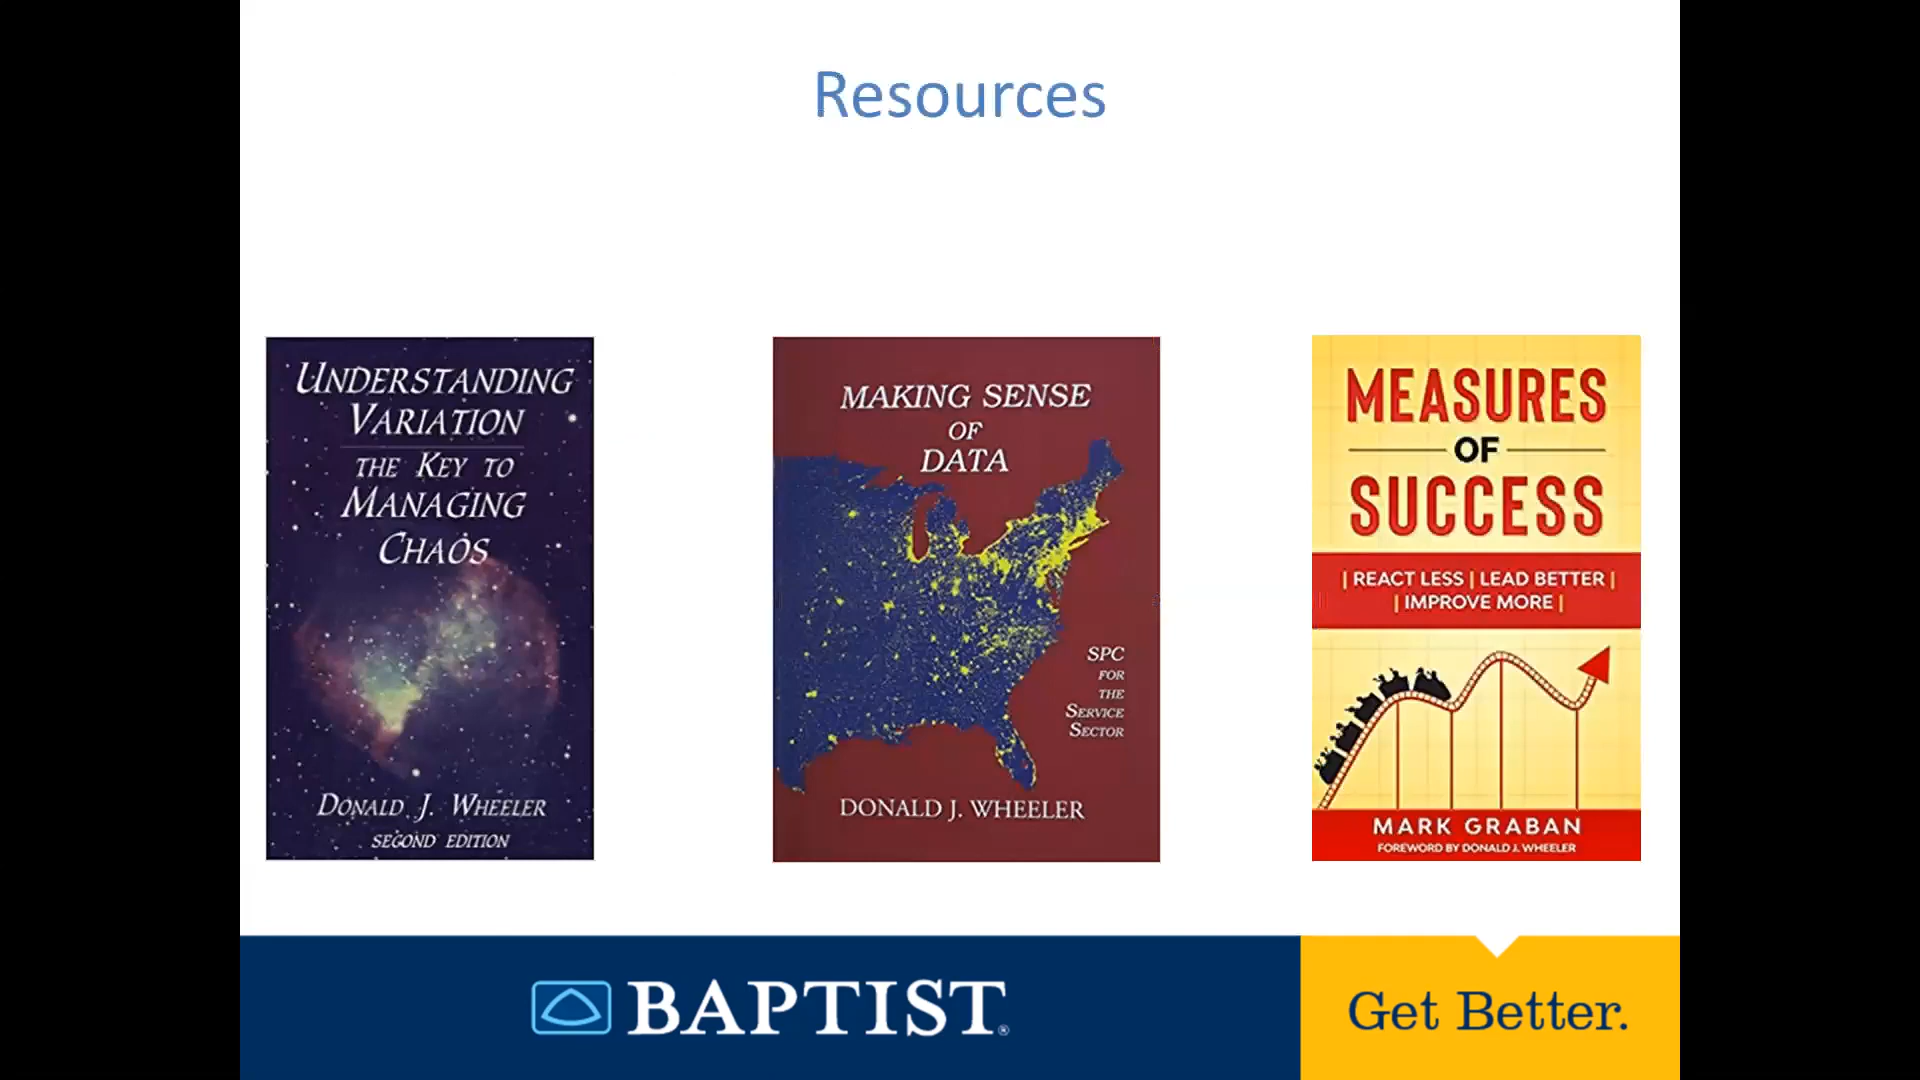 Resources
UNDERSTANDING
VARIATION
THE KEY TO
MANAGING
CHAOS
DONALD J. WHEELER
SECOND EDITION
MAKING SENSE
OF
DATA
SPC
FOR
THE
SERVICE
SECTOR
DONALD J. WHEELER
MEASURES
OF
SUCCESS
| REACT LESS | LEAD BETTER |
| IMPROVE MORE |
MARK GRABAN
FOREWORD BY DONALD J. WHEELER
BAPTIST®
Get Better.